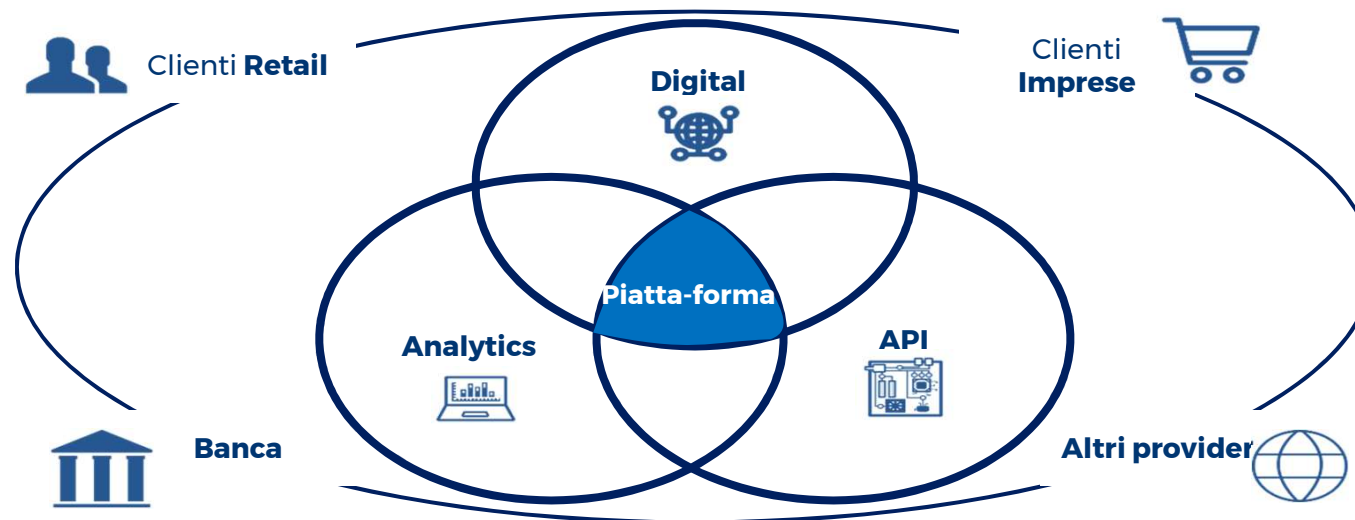 Clienti Retail
Clienti
Imprese
Digital
Piatta-forma
Analytics
API
Banca
Altri provider